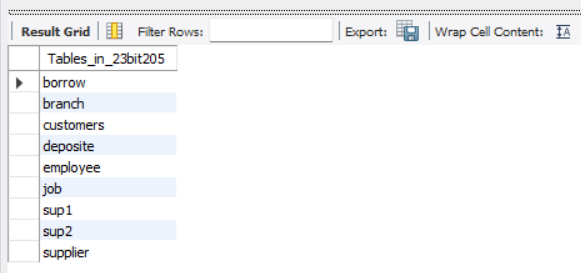 Result Grid Filter Rows: Export: Wrap Cell Content:
Tables_in_23bit205
borrow
branch
customers
deposite
employee
job
sup1
sup2
supplier